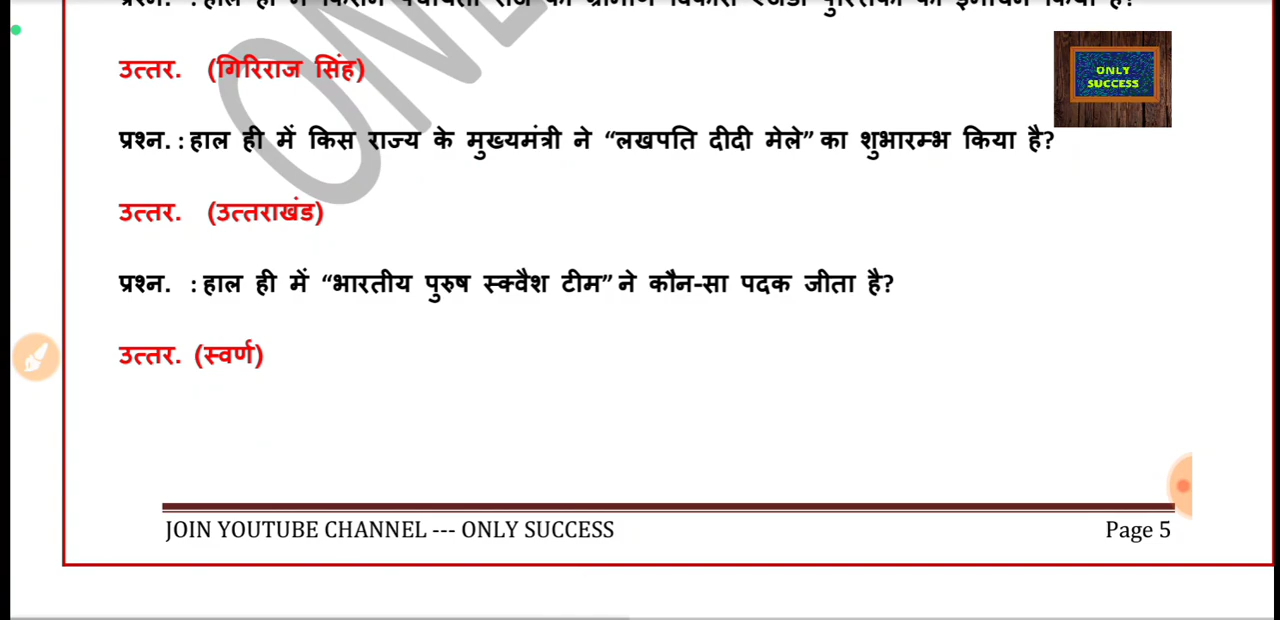 उत्तर. (गिरिराज सिंह)
ONLY
SUCCESS
प्रश्न. : हाल ही में किस राज्य के मुख्यमंत्री ने “लखपति दीदी मेले” का शुभारम्भ किया है?
उत्तर. (उत्तराखंड)
प्रश्न. : हाल ही में “भारतीय पुरुष स्क्वैश टीम” ने कौन-सा पदक जीता है?
उत्तर. (स्वर्ण)
JOIN YOUTUBE CHANNEL --- ONLY SUCCESS Page 5